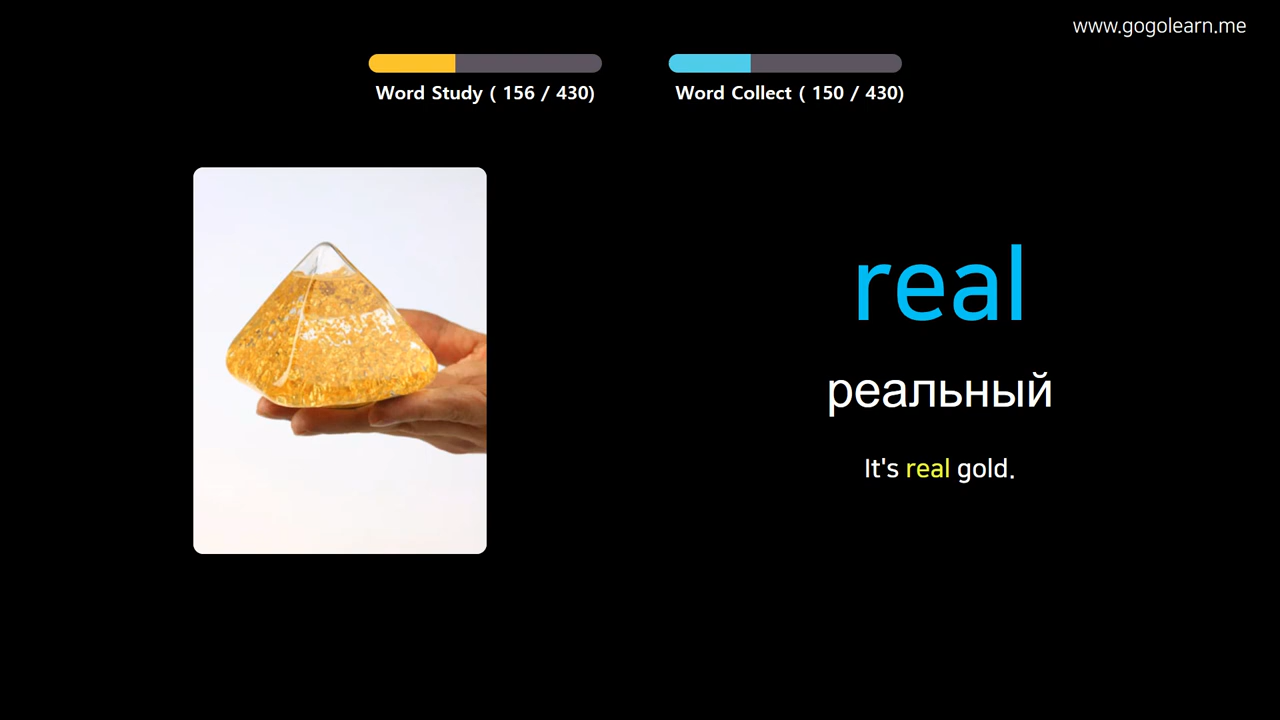 www.gogolearn.me
Word Study ( 156 / 430)
Word Collect ( 150 / 430)
real
реальный
It's real gold.